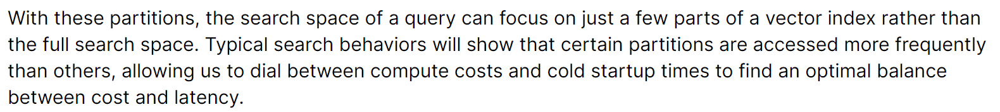 With these partitions, the search space of a query can focus on just a few parts of a vector index rather than
the full search space. Typical search behaviors will show that certain partitions are accessed more frequently
than others, allowing us to dial between compute costs and cold startup times to find an optimal balance
between cost and latency.